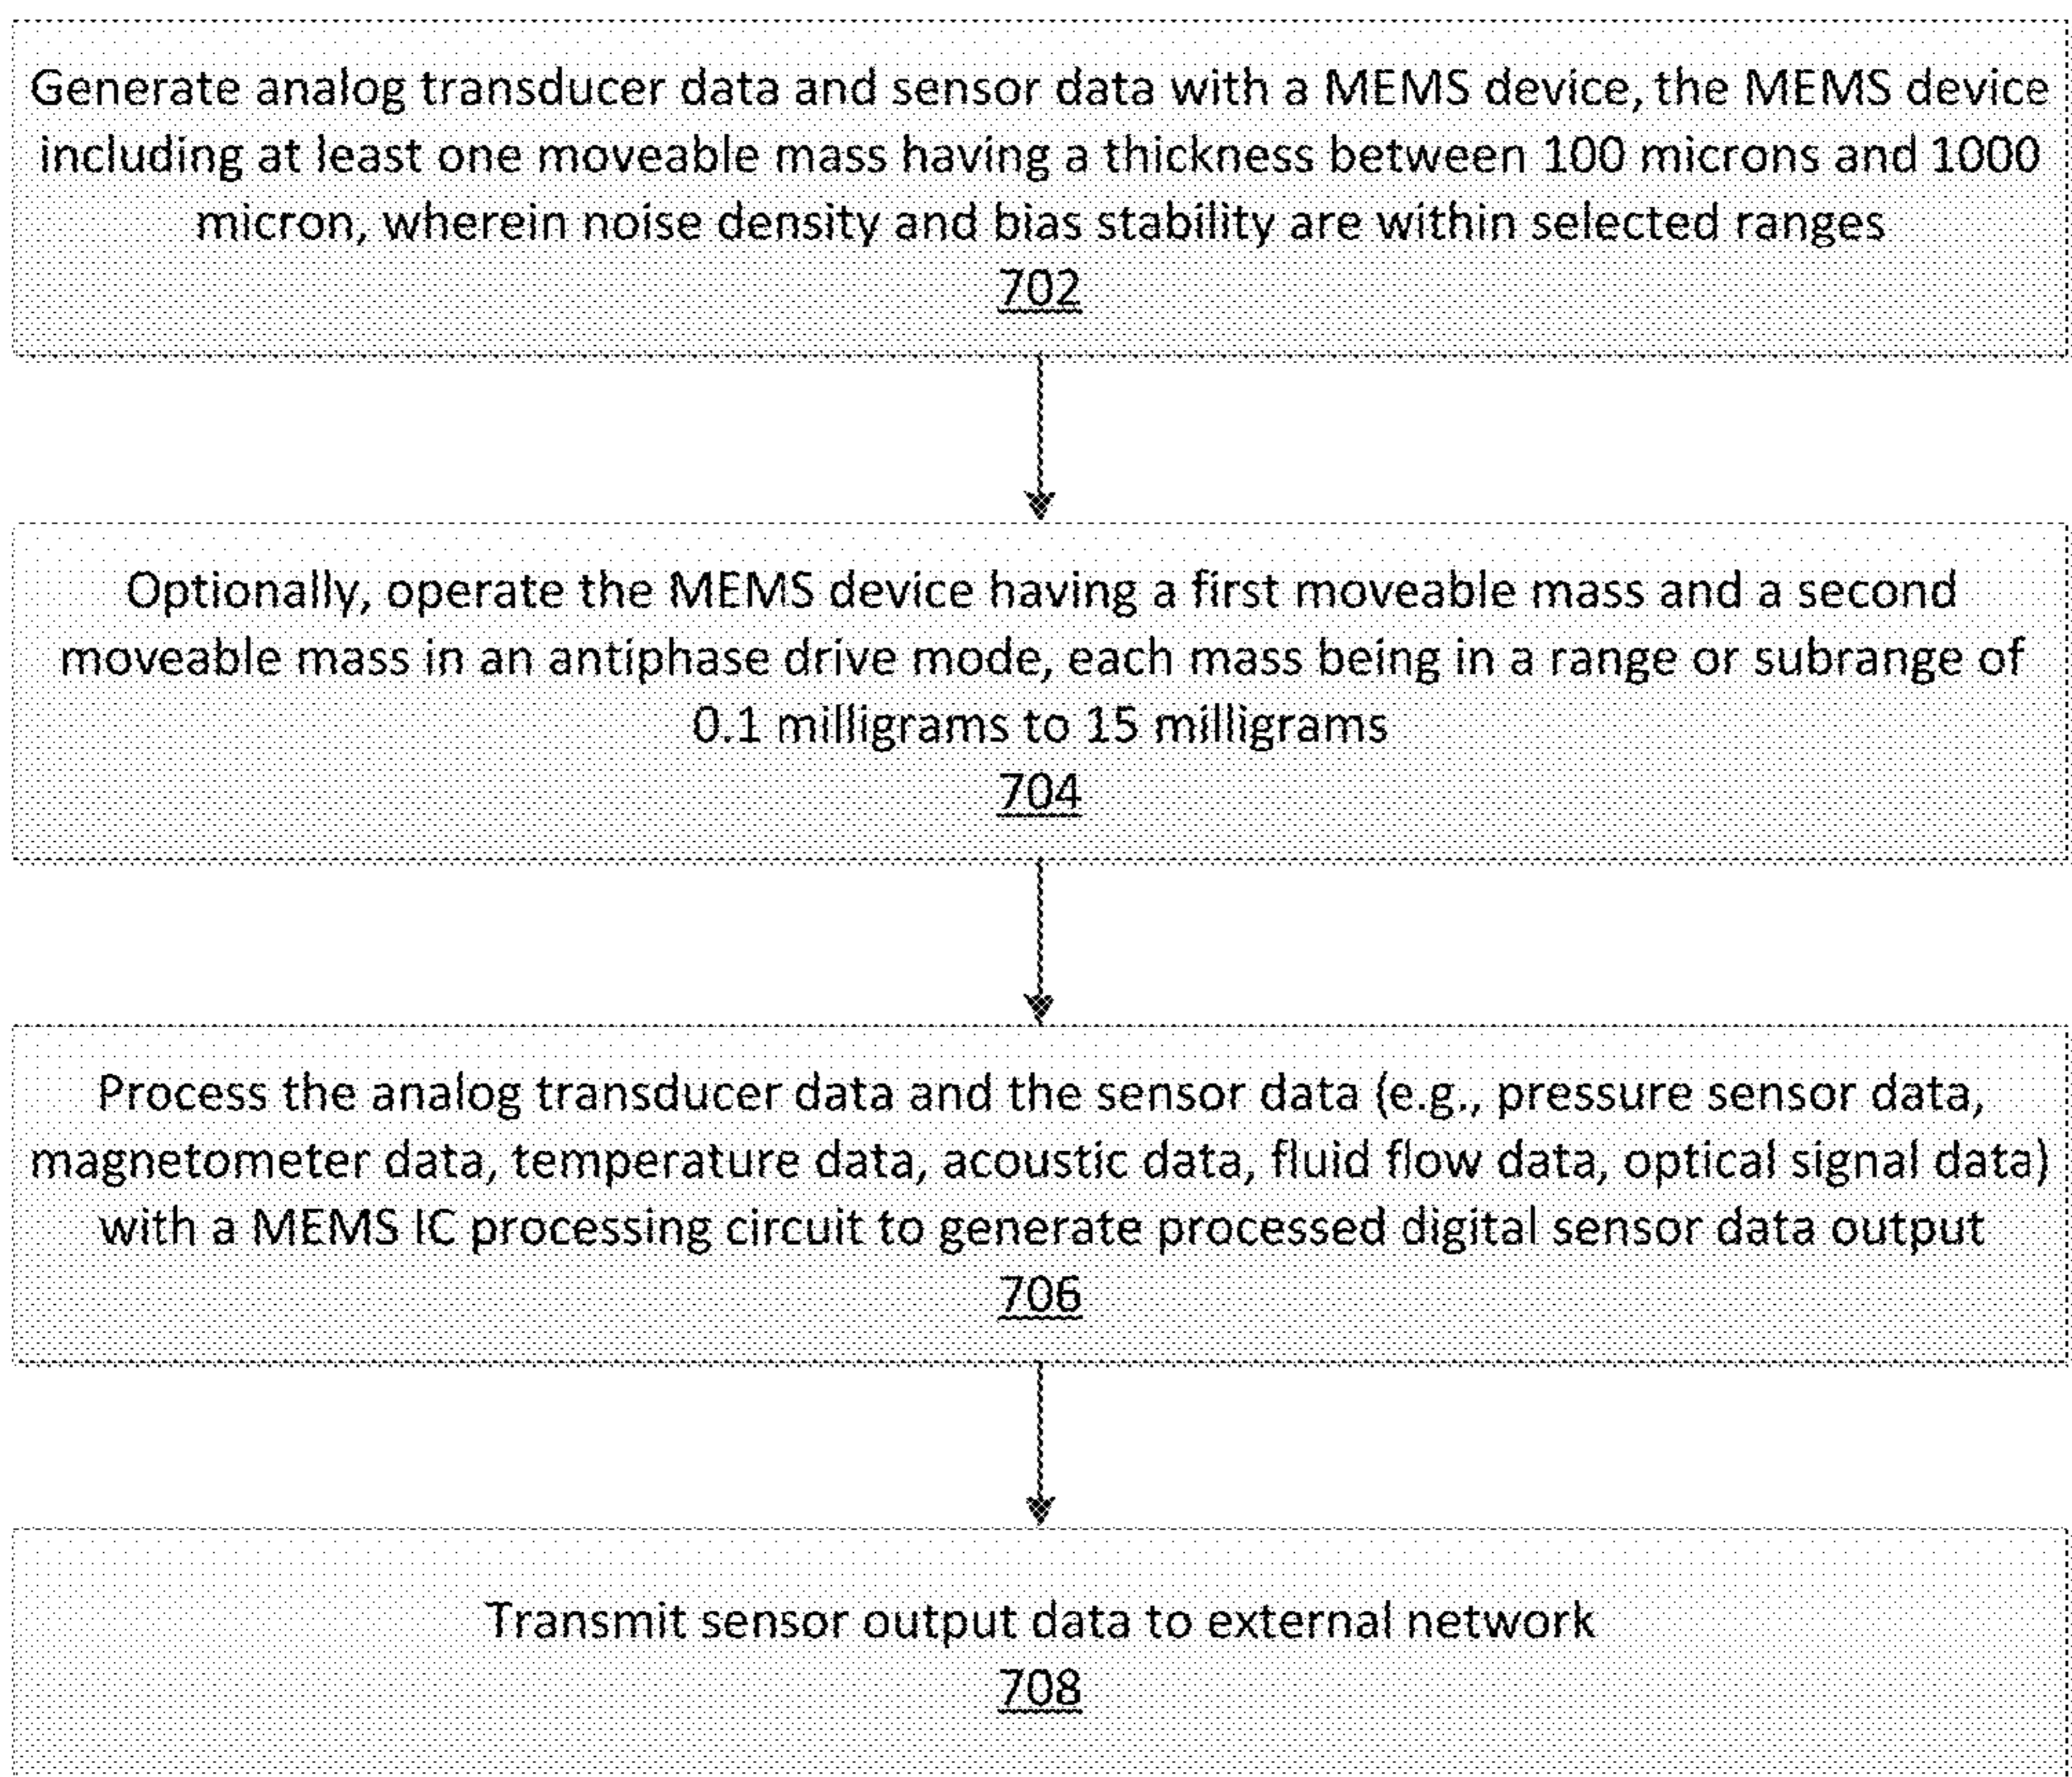 Generate analog transducer data and sensor data with a MEMS device, the MEMS device
including at least one moveable mass having a thickness between 100 microns and 1000
micron, wherein noise density and bias stability are within selected ranges
702
Optionally, operate the MEMS device having a first moveable mass and a second
moveable mass in an antiphase drive mode, each mass being in a range or subrange of
0.1 milligrams to 15 milligrams
704
Process the analog transducer data and the sensor data (e.g., pressure sensor data,
magnetometer data, temperature data, acoustic data, fluid flow data, optical signal data)
with a MEMS IC processing circuit to generate processed digital sensor data output
706
Transmit sensor output data to external network
708